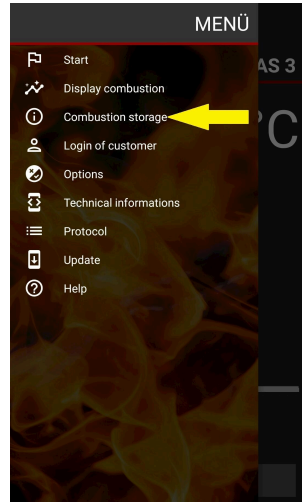 MENÜ
AS 3
°C
Start
Display combustion
Combustion storage
Login of customer
Options
Technical informations
Protocol
Update
Help